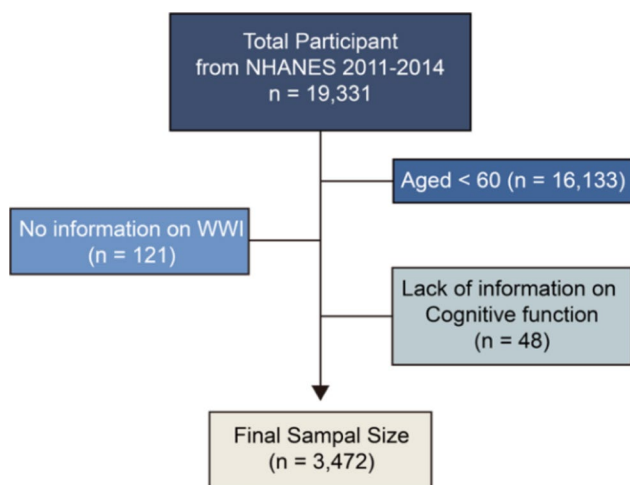 Total Participant
from NHANES 2011-2014
n = 19,331
Aged < 60 (n = 16,133)
No information on WWI
(n = 121)
Lack of information on
Cognitive function
(n = 48)
Final Sampal Size
(n = 3,472)